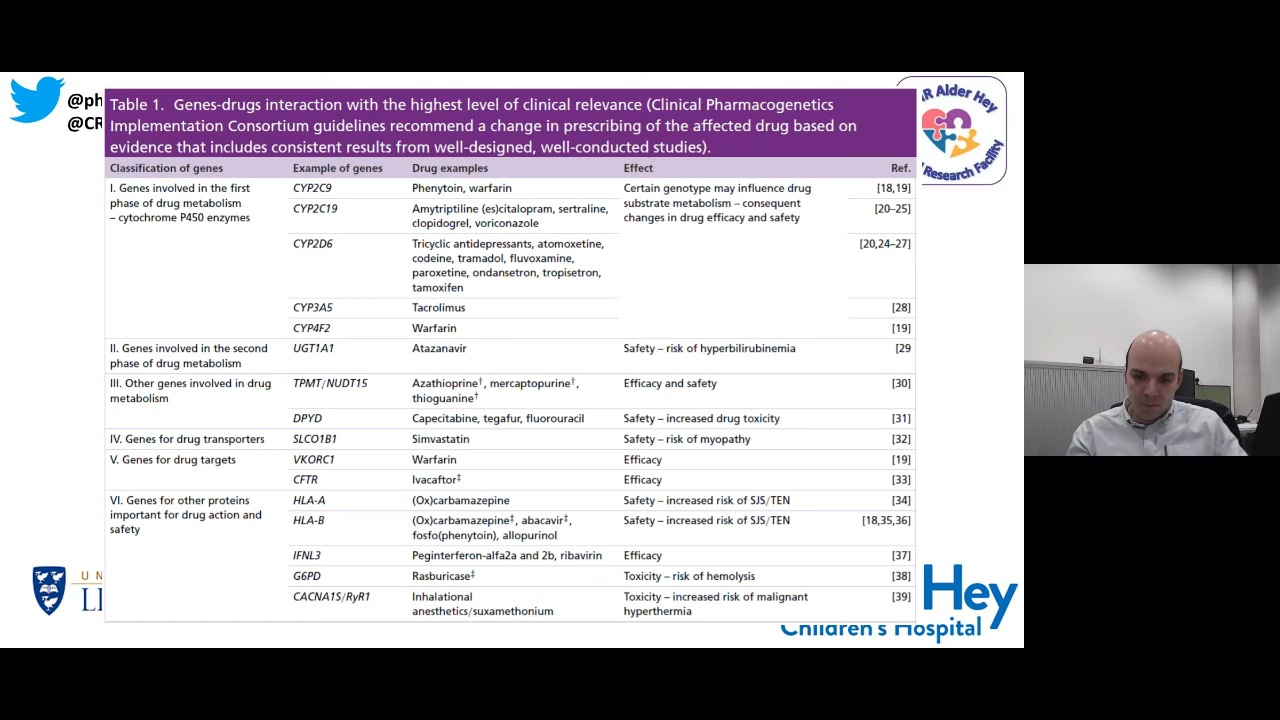 @ph
@CR
Table 1. Genes-drugs interaction with the highest level of clinical relevance (Clinical Pharmacogenetics
Implementation Consortium guidelines recommend a change in prescribing of the affected drug based on
evidence that includes consistent results from well-designed, well-conducted studies).
R Alder Hey
Research Facility
Classification of genes Example of genes Drug examples Effect Ref.
I. Genes involved in the first
phase of drug metabolism
– cytochrome P450 enzymes
CYP2C9 Phenytoin, warfarin
Certain genotype may influence drug
substrate metabolism – consequent
changes in drug efficacy and safety
[18,19]
CYP2C19 Amytriptiline (es)citalopram, sertraline,
clopidogrel, voriconazole
[20–25]
CYP2D6 Tricyclic antidepressants, atomoxetine,
codeine, tramadol, fluvoxamine,
paroxetine, ondansetron, tropisetron,
tamoxifen
[20,24–27]
CYP3A5 Tacrolimus [28]
CYP4F2 Warfarin [19]
II. Genes involved in the second
phase of drug metabolism
UGT1A1 Atazanavir Safety – risk of hyperbilirubinemia [29
III. Other genes involved in drug
metabolism
TPMT/NUDT15 Azathioprine†, mercaptopurine†,
thioguanine†
Efficacy and safety [30]
DPYD Capecitabine, tegafur, fluorouracil Safety – increased drug toxicity [31]
IV. Genes for drug transporters SLCO1B1 Simvastatin Safety – risk of myopathy [32]
V. Genes for drug targets VKORC1 Warfarin Efficacy [19]
CFTR Ivacaftor‡ Efficacy [33]
VI. Genes for other proteins
important for drug action and
safety
HLA-A (Ox)carbamazepine Safety – increased risk of SJS/TEN [34]
HLA-B (Ox)carbamazepine‡, abacavir‡,
fosfo(phenytoin), allopurinol
Safety – increased risk of SJS/TEN [18,35,36]
IFNL3 Peginterferon-alfa2a and 2b, ribavirin Efficacy [37]
G6PD Rasburicase‡ Toxicity – risk of hemolysis [38]
CACNA1S/RyR1 Inhalational
anesthetics/suxamethonium
Toxicity – increased risk of malignant
hyperthermia
[39]
U N
LI
Hey
Children's Hospital